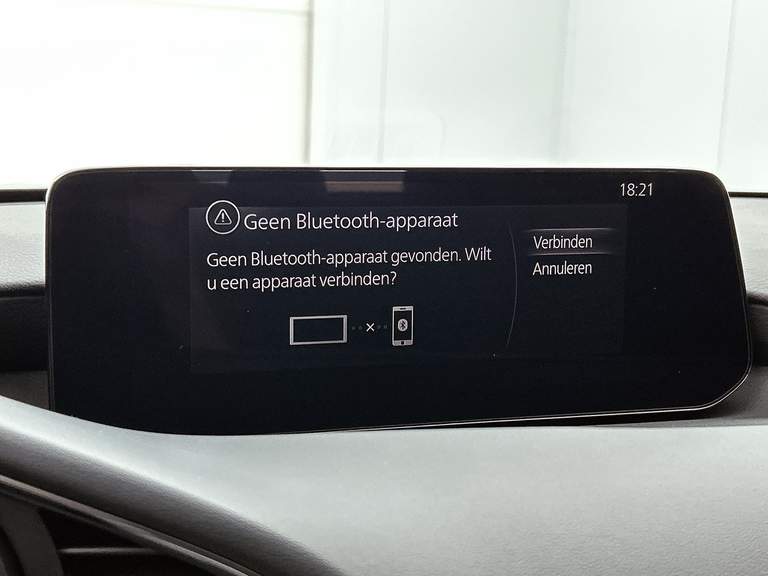 18:21
Geen Bluetooth-apparaat
Geen Bluetooth-apparaat gevonden. Wilt
u een apparaat verbinden?
Verbinden
Annuleren